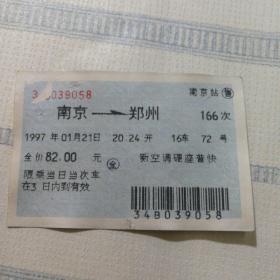 34B039058 南京站 售
南京 → 郑州 166次
1997年01月21日 20:24开 16车 72号
全价82.00元 全 新空调硬座普快
限乘当日当次车
在3日内到有效
34B039058